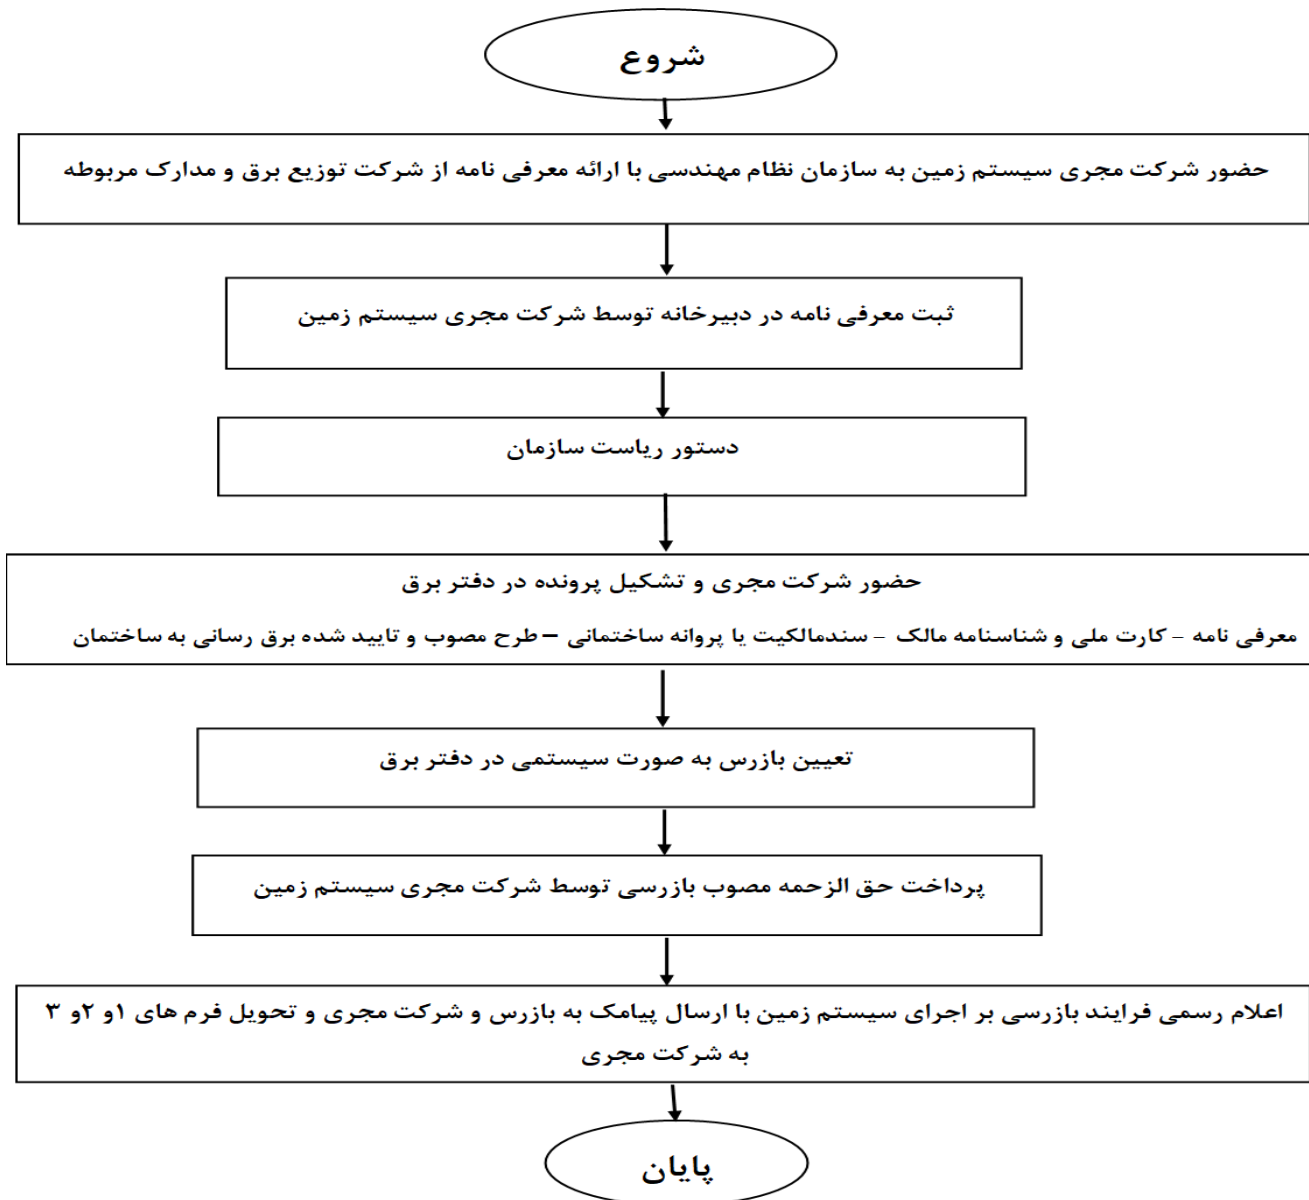 شروع
حضور شرکت مجری سیستم زمین به سازمان نظام مهندسی با ارائه معرفی نامه از شرکت توزیع برق و مدارک مربوطه
ثبت معرفی نامه در دبیرخانه توسط شرکت مجری سیستم زمین
دستور ریاست سازمان
حضور شرکت مجری و تشکیل پرونده در دفتر برق
معرفی نامه – کارت ملی و شناسنامه مالک – سندمالکیت یا پروانه ساختمانی – طرح مصوب و تایید شده برق رسانی به ساختمان
تعیین بازرس به صورت سیستمی در دفتر برق
پرداخت حق الزحمه مصوب بازرسی توسط شرکت مجری سیستم زمین
اعلام رسمی فرایند بازرسی بر اجرای سیستم زمین با ارسال پیامک به بازرس و شرکت مجری و تحویل فرم های ۱و ۲و ۳
به شرکت مجری
پایان